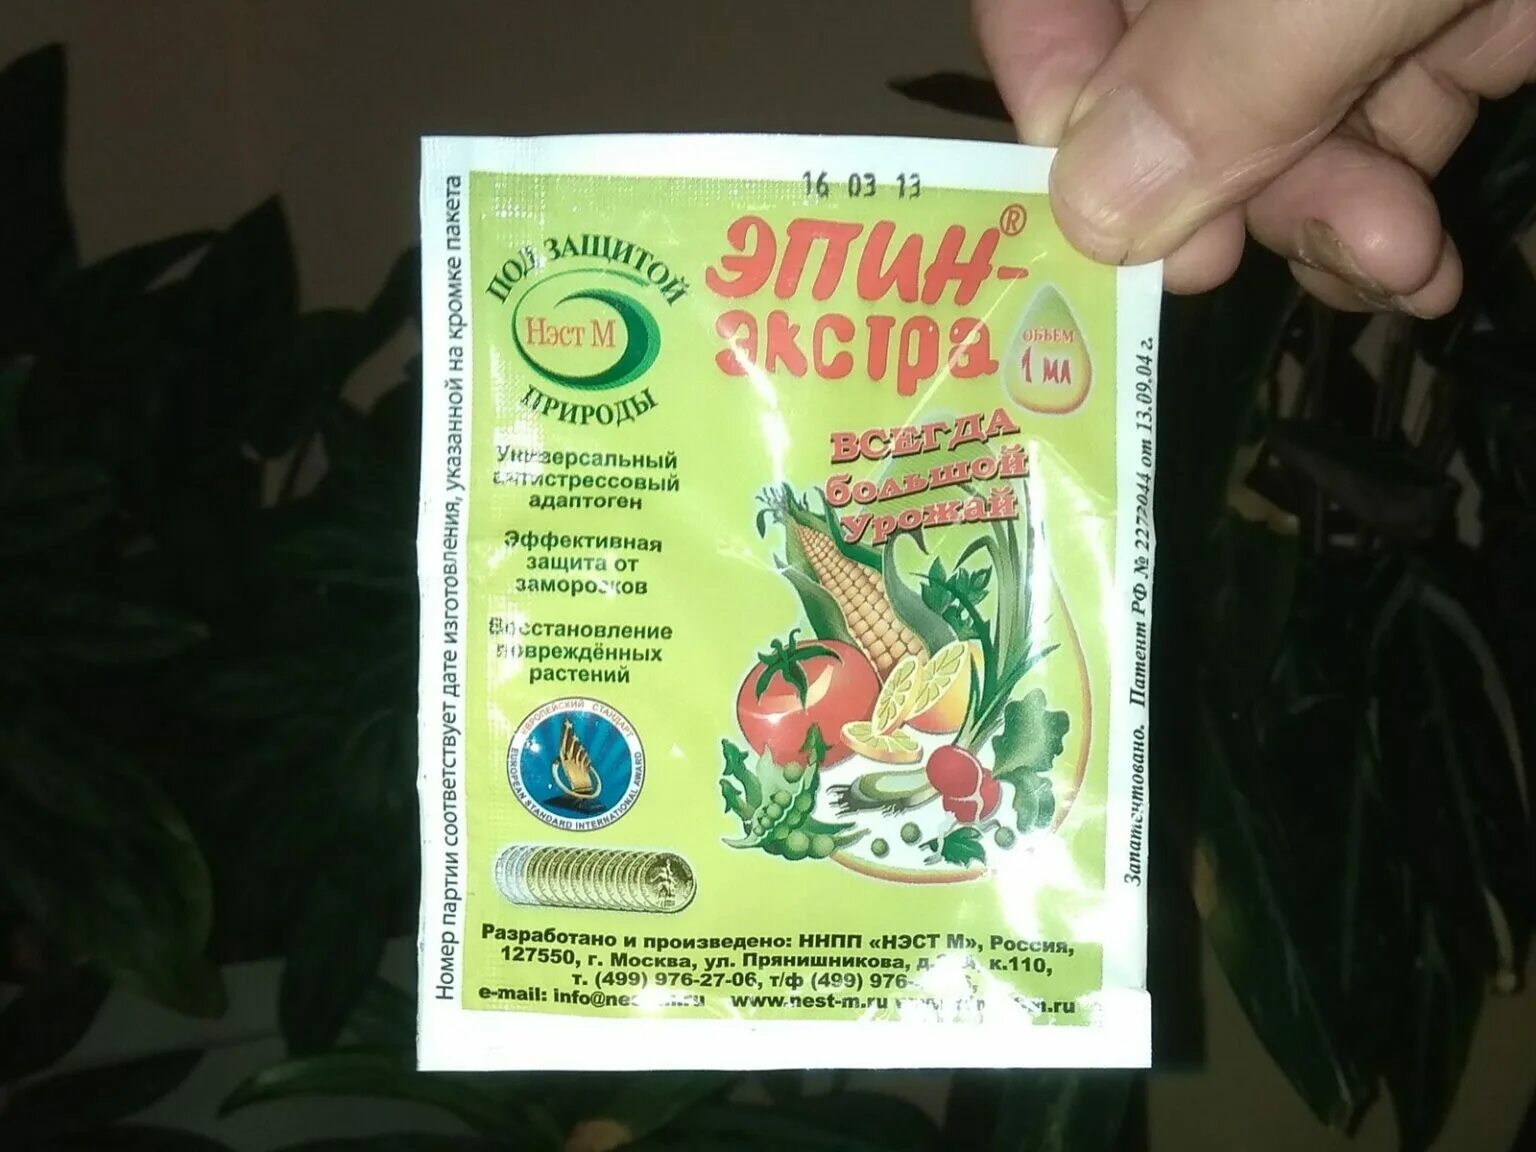 16 03 13
ЭПИН-®
экстра
ОБЪЕМ
1 мл
ПОД ЗАЩИТОЙ
Нэст М
ПРИРОДЫ
ВСЕГДА
большой
урожай
Универсальный
антистрессовый
адаптоген
Эффективная
защита от
заморозков
Восстановление
повреждённых
растений
ЕВРОПЕЙСКИЙ СТАНДАРТ
EUROPEAN STANDARD INTERNATIONAL AWARD
Разработано и произведено: ННПП «НЭСТ М», Россия,
127550, г. Москва, ул. Прянишникова, к.110,
т. (499) 976-27-06, т/ф (499) 976-
e-mail: www.nest-m.ru
Номер партии соответствует дате изготовления, указанной на кромке пакета
Запатентовано. Патент РФ № 2272044 от 13.09.04 г.